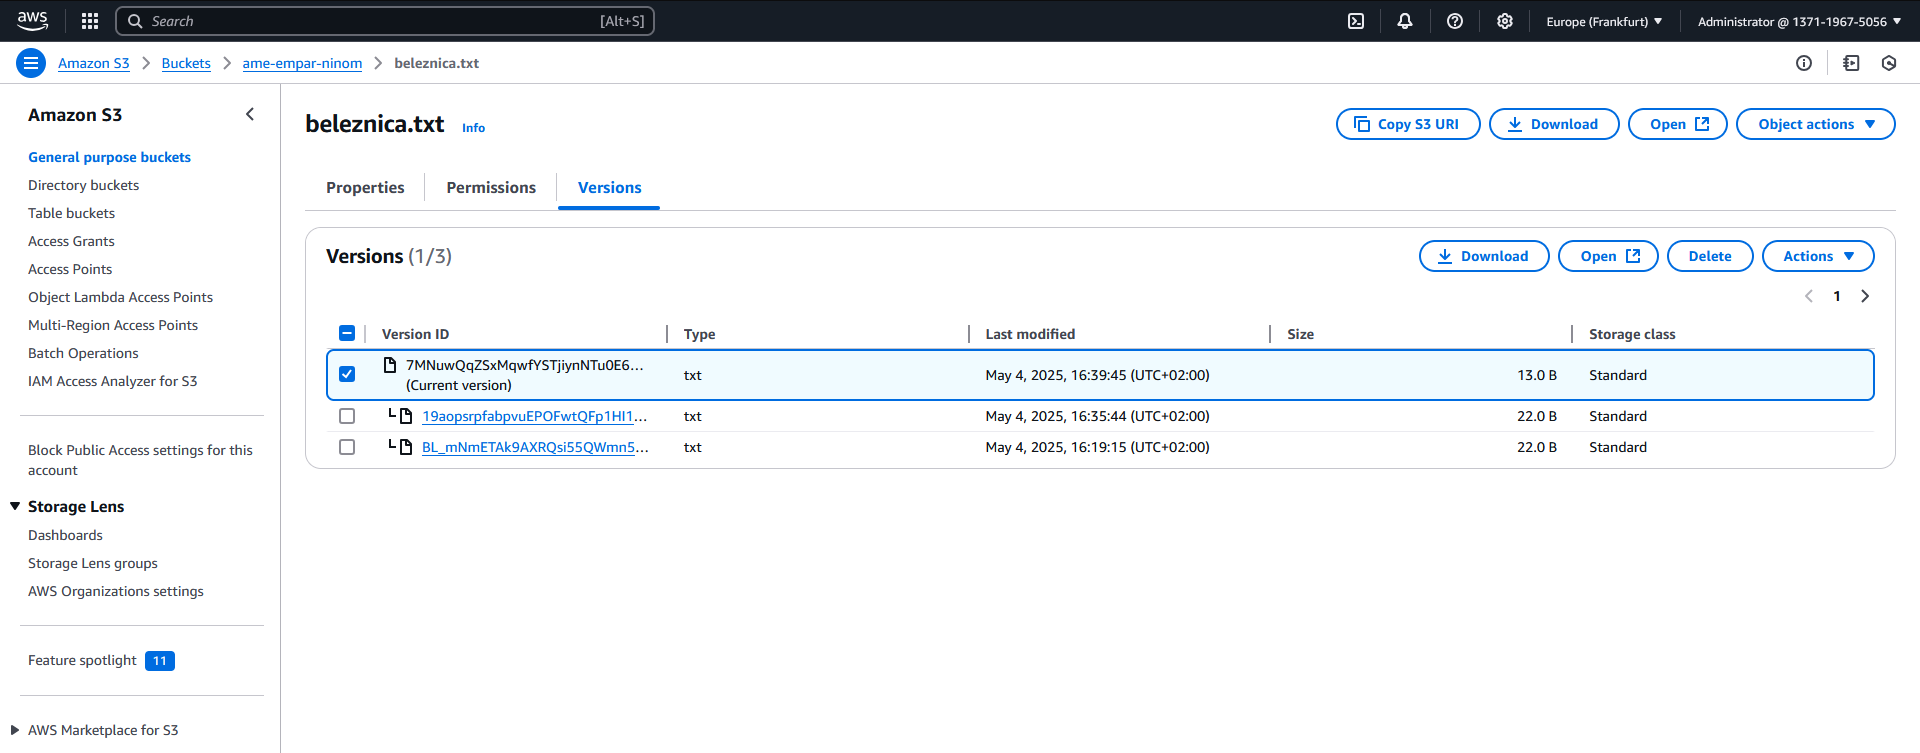 aws
Search [Alt+S]
Europe (Frankfurt)
Administrator @ 1371-1967-5056
Amazon S3 > Buckets > ame-empar-ninom > beleznica.txt
Amazon S3
General purpose buckets
Directory buckets
Table buckets
Access Grants
Access Points
Object Lambda Access Points
Multi-Region Access Points
Batch Operations
IAM Access Analyzer for S3
Block Public Access settings for this
account
Storage Lens
Dashboards
Storage Lens groups
AWS Organizations settings
Feature spotlight 11
AWS Marketplace for S3
beleznica.txt Info
Copy S3 URI Download Open Object actions
Properties Permissions Versions
Versions (1/3)
Download Open Delete Actions
1
Version ID Type Last modified Size Storage class
7MNuwQqZSxMqwfYSTjiynNTu0E6...
(Current version)
txt May 4, 2025, 16:39:45 (UTC+02:00) 13.0 B Standard
19aopsrpfabpvuEPOFwtQFp1HI1... txt May 4, 2025, 16:35:44 (UTC+02:00) 22.0 B Standard
BL_mNmETAk9AXRQsi55QWmn5... txt May 4, 2025, 16:19:15 (UTC+02:00) 22.0 B Standard